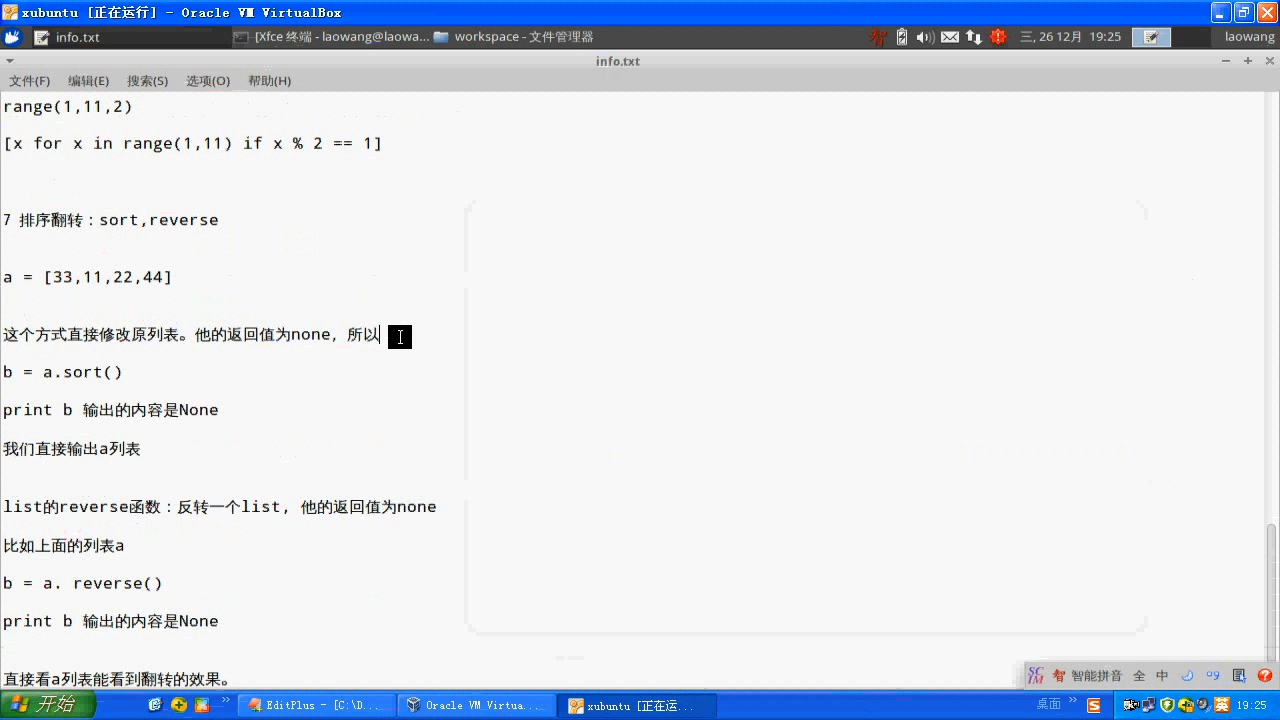 xubuntu [正在运行] - Oracle VM VirtualBox
info.txt
[Xfce 终端 - laowang@laowa...
workspace - 文件管理器
三, 26 12月 19:25
laowang
info.txt
文件(F) 编辑(E) 搜索(S) 选项(O) 帮助(H)
range(1,11,2)
[x for x in range(1,11) if x % 2 == 1]
7 排序翻转：sort,reverse
a = [33,11,22,44]
这个方式直接修改原列表。他的返回值为none, 所以
b = a.sort()
print b 输出的内容是None
我们直接输出a列表
list的reverse函数：反转一个list, 他的返回值为none
比如上面的列表a
b = a. reverse()
print b 输出的内容是None
直接看a列表能看到翻转的效果。
智能拼音 全 中
开始
EditPlus - [C:\D...
Oracle VM Virtua...
xubuntu [正在运...
桌面
英
19:25